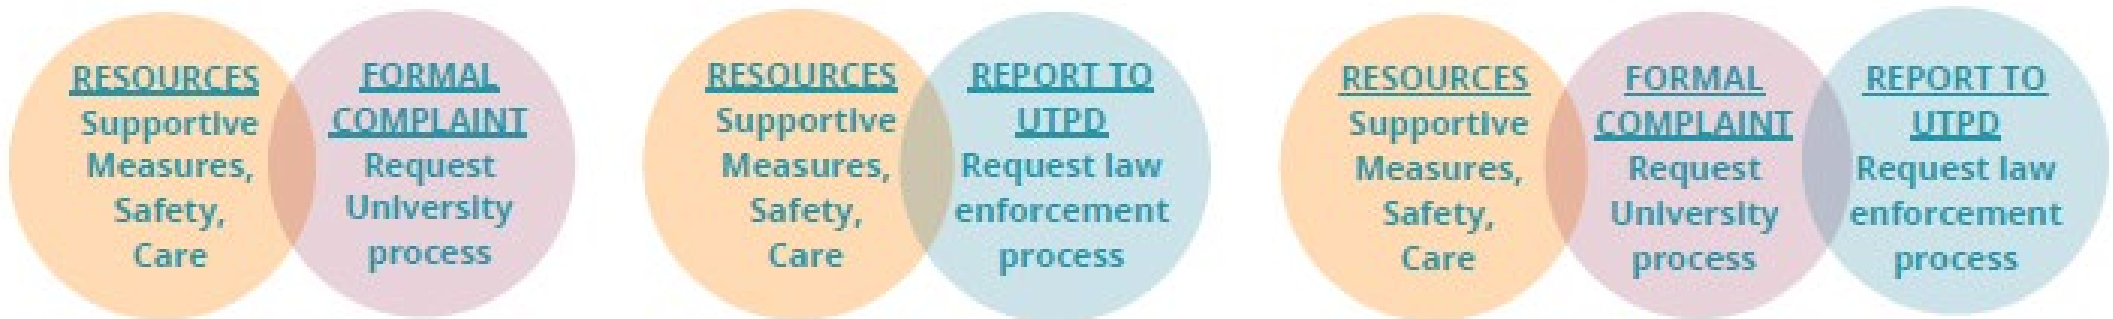 RESOURCES
Supportive
Measures,
Safety,
Care
FORMAL
COMPLAINT
Request
University
process
RESOURCES
Supportive
Measures,
Safety,
Care
REPORT TO
UTPD
Request law
enforcement
process
RESOURCES
Supportive
Measures,
Safety,
Care
FORMAL
COMPLAINT
Request
University
process
REPORT TO
UTPD
Request law
enforcement
process